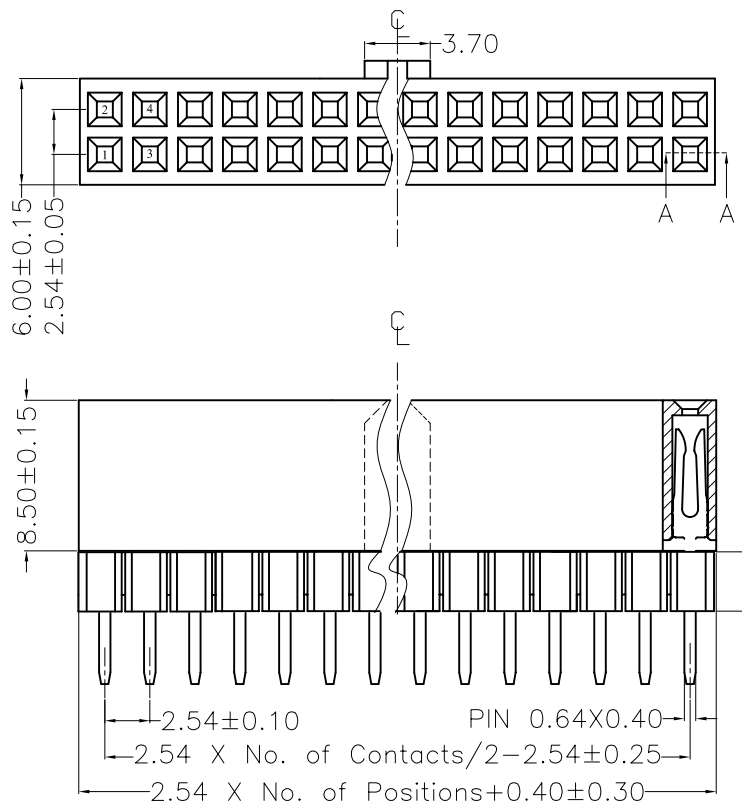 CL
3.70
2 4
1 3
A A
6.00±0.15
2.54±0.05
CL
8.50±0.15
2.54±0.10
PIN 0.64X0.40
2.54 X No. of Contacts/2-2.54±0.25
2.54 X No. of Positions+0.40±0.30